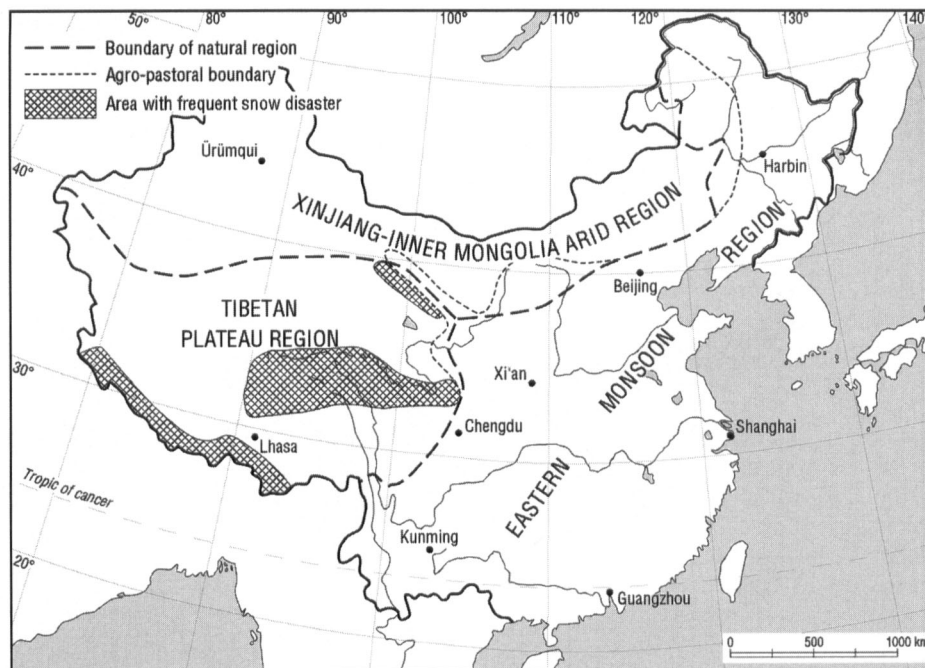 50°
60°
70°
80°
90°
100°
110°
120°
130°
140°
Boundary of natural region
Agro-pastoral boundary
Area with frequent snow disaster
Ürümqui
40°
Harbin
XINJIANG-INNER MONGOLIA ARID REGION
REGION
Beijing
TIBETAN
PLATEAU REGION
30°
Xi'an
MONSOON
Chengdu
Shanghai
Lhasa
EASTERN
Tropic of cancer
Kunming
20°
Guangzhou
0 500 1000 km